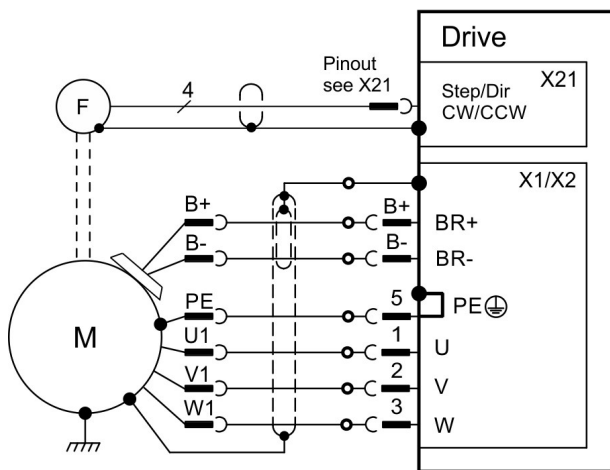 Drive
Pinout
see X21
X21
Step/Dir
CW/CCW
F
4
X1/X2
B+
B+
BR+
B-
B-
BR-
PE
5
PE
M
U1
1
U
V1
2
V
W1
3
W